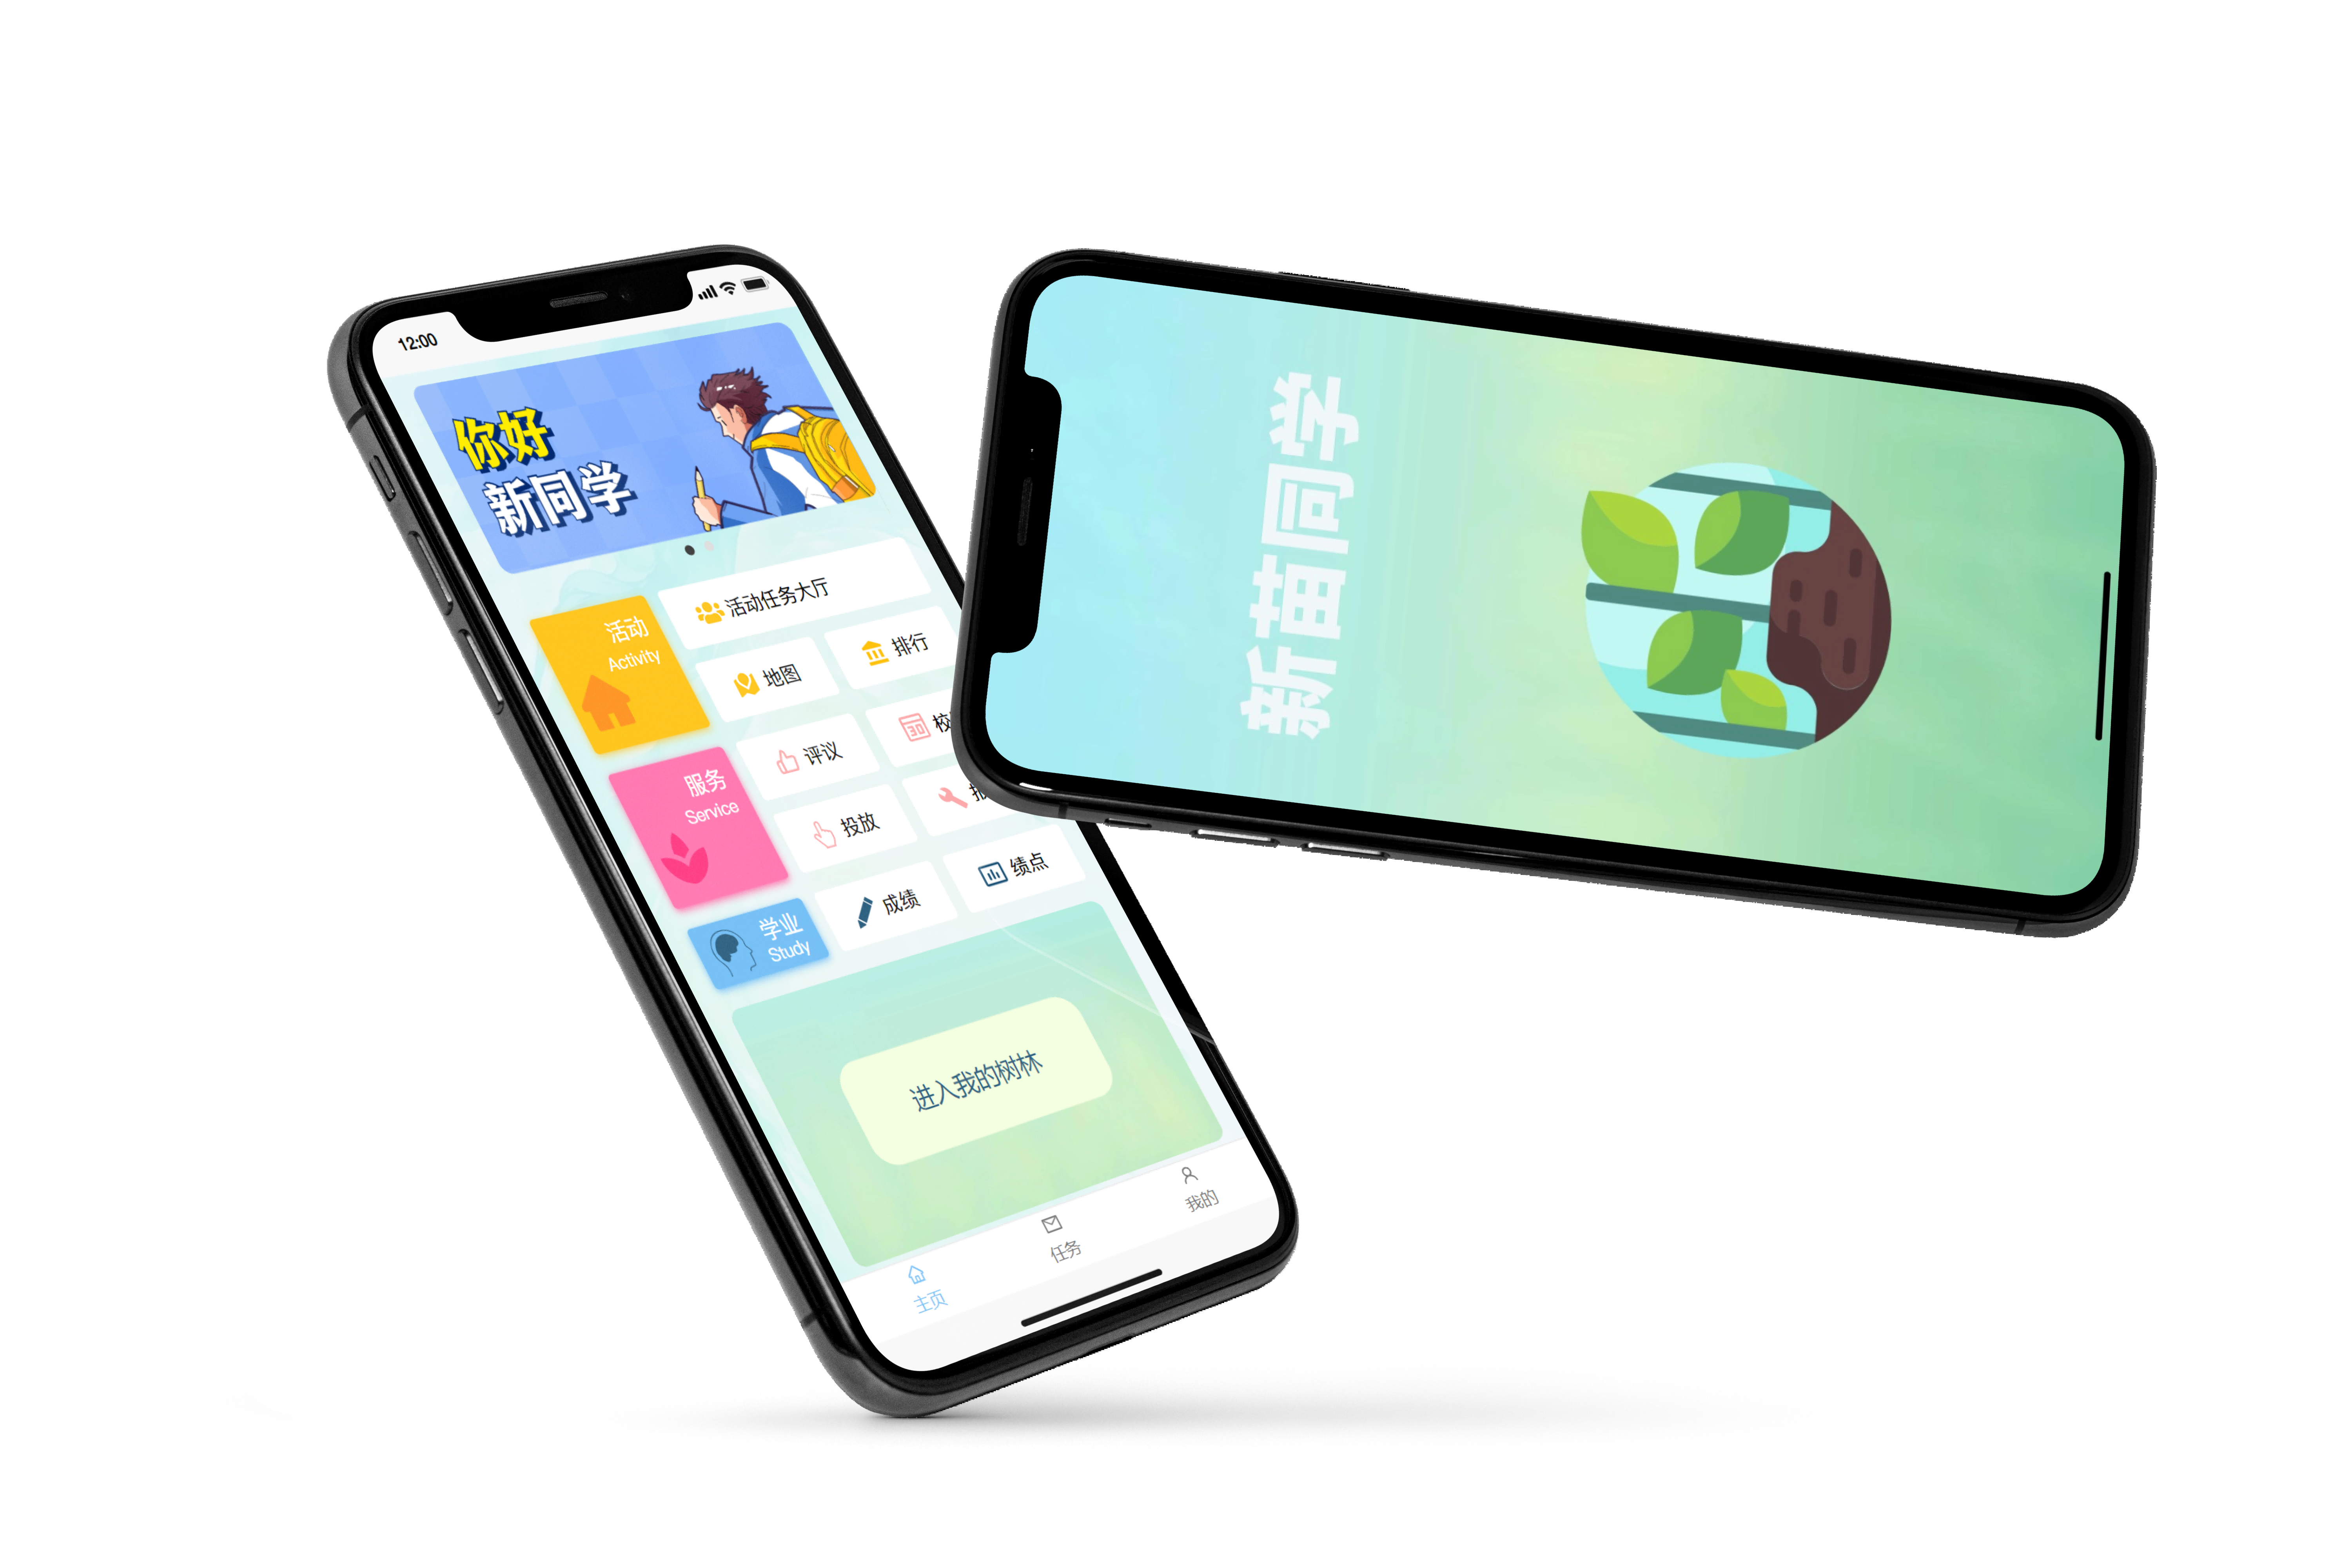 12:00
你好
新同学
活动
Activity
活动任务大厅
地图
排行
服务
Service
评议
校
30
投放
学业
Study
成绩
绩点
进入我的树林
主页
任务
我的
新苗同学